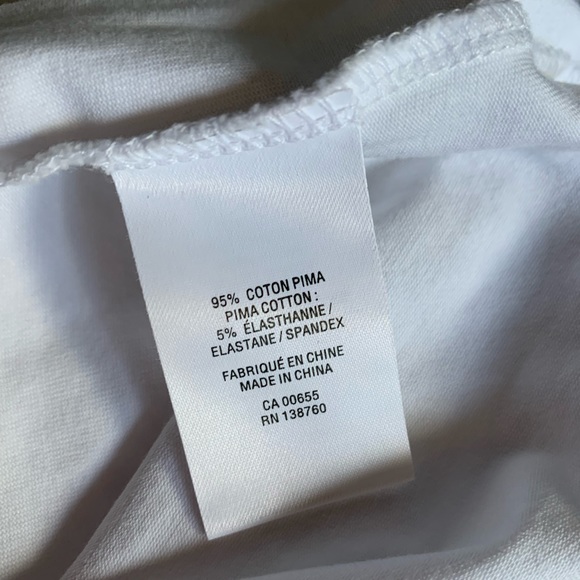 95% COTON PIMA
PIMA COTTON :
5% ÉLASTHANNE /
ELASTANE / SPANDEX
FABRIQUÉ EN CHINE
MADE IN CHINA
CA 00655
RN 138760